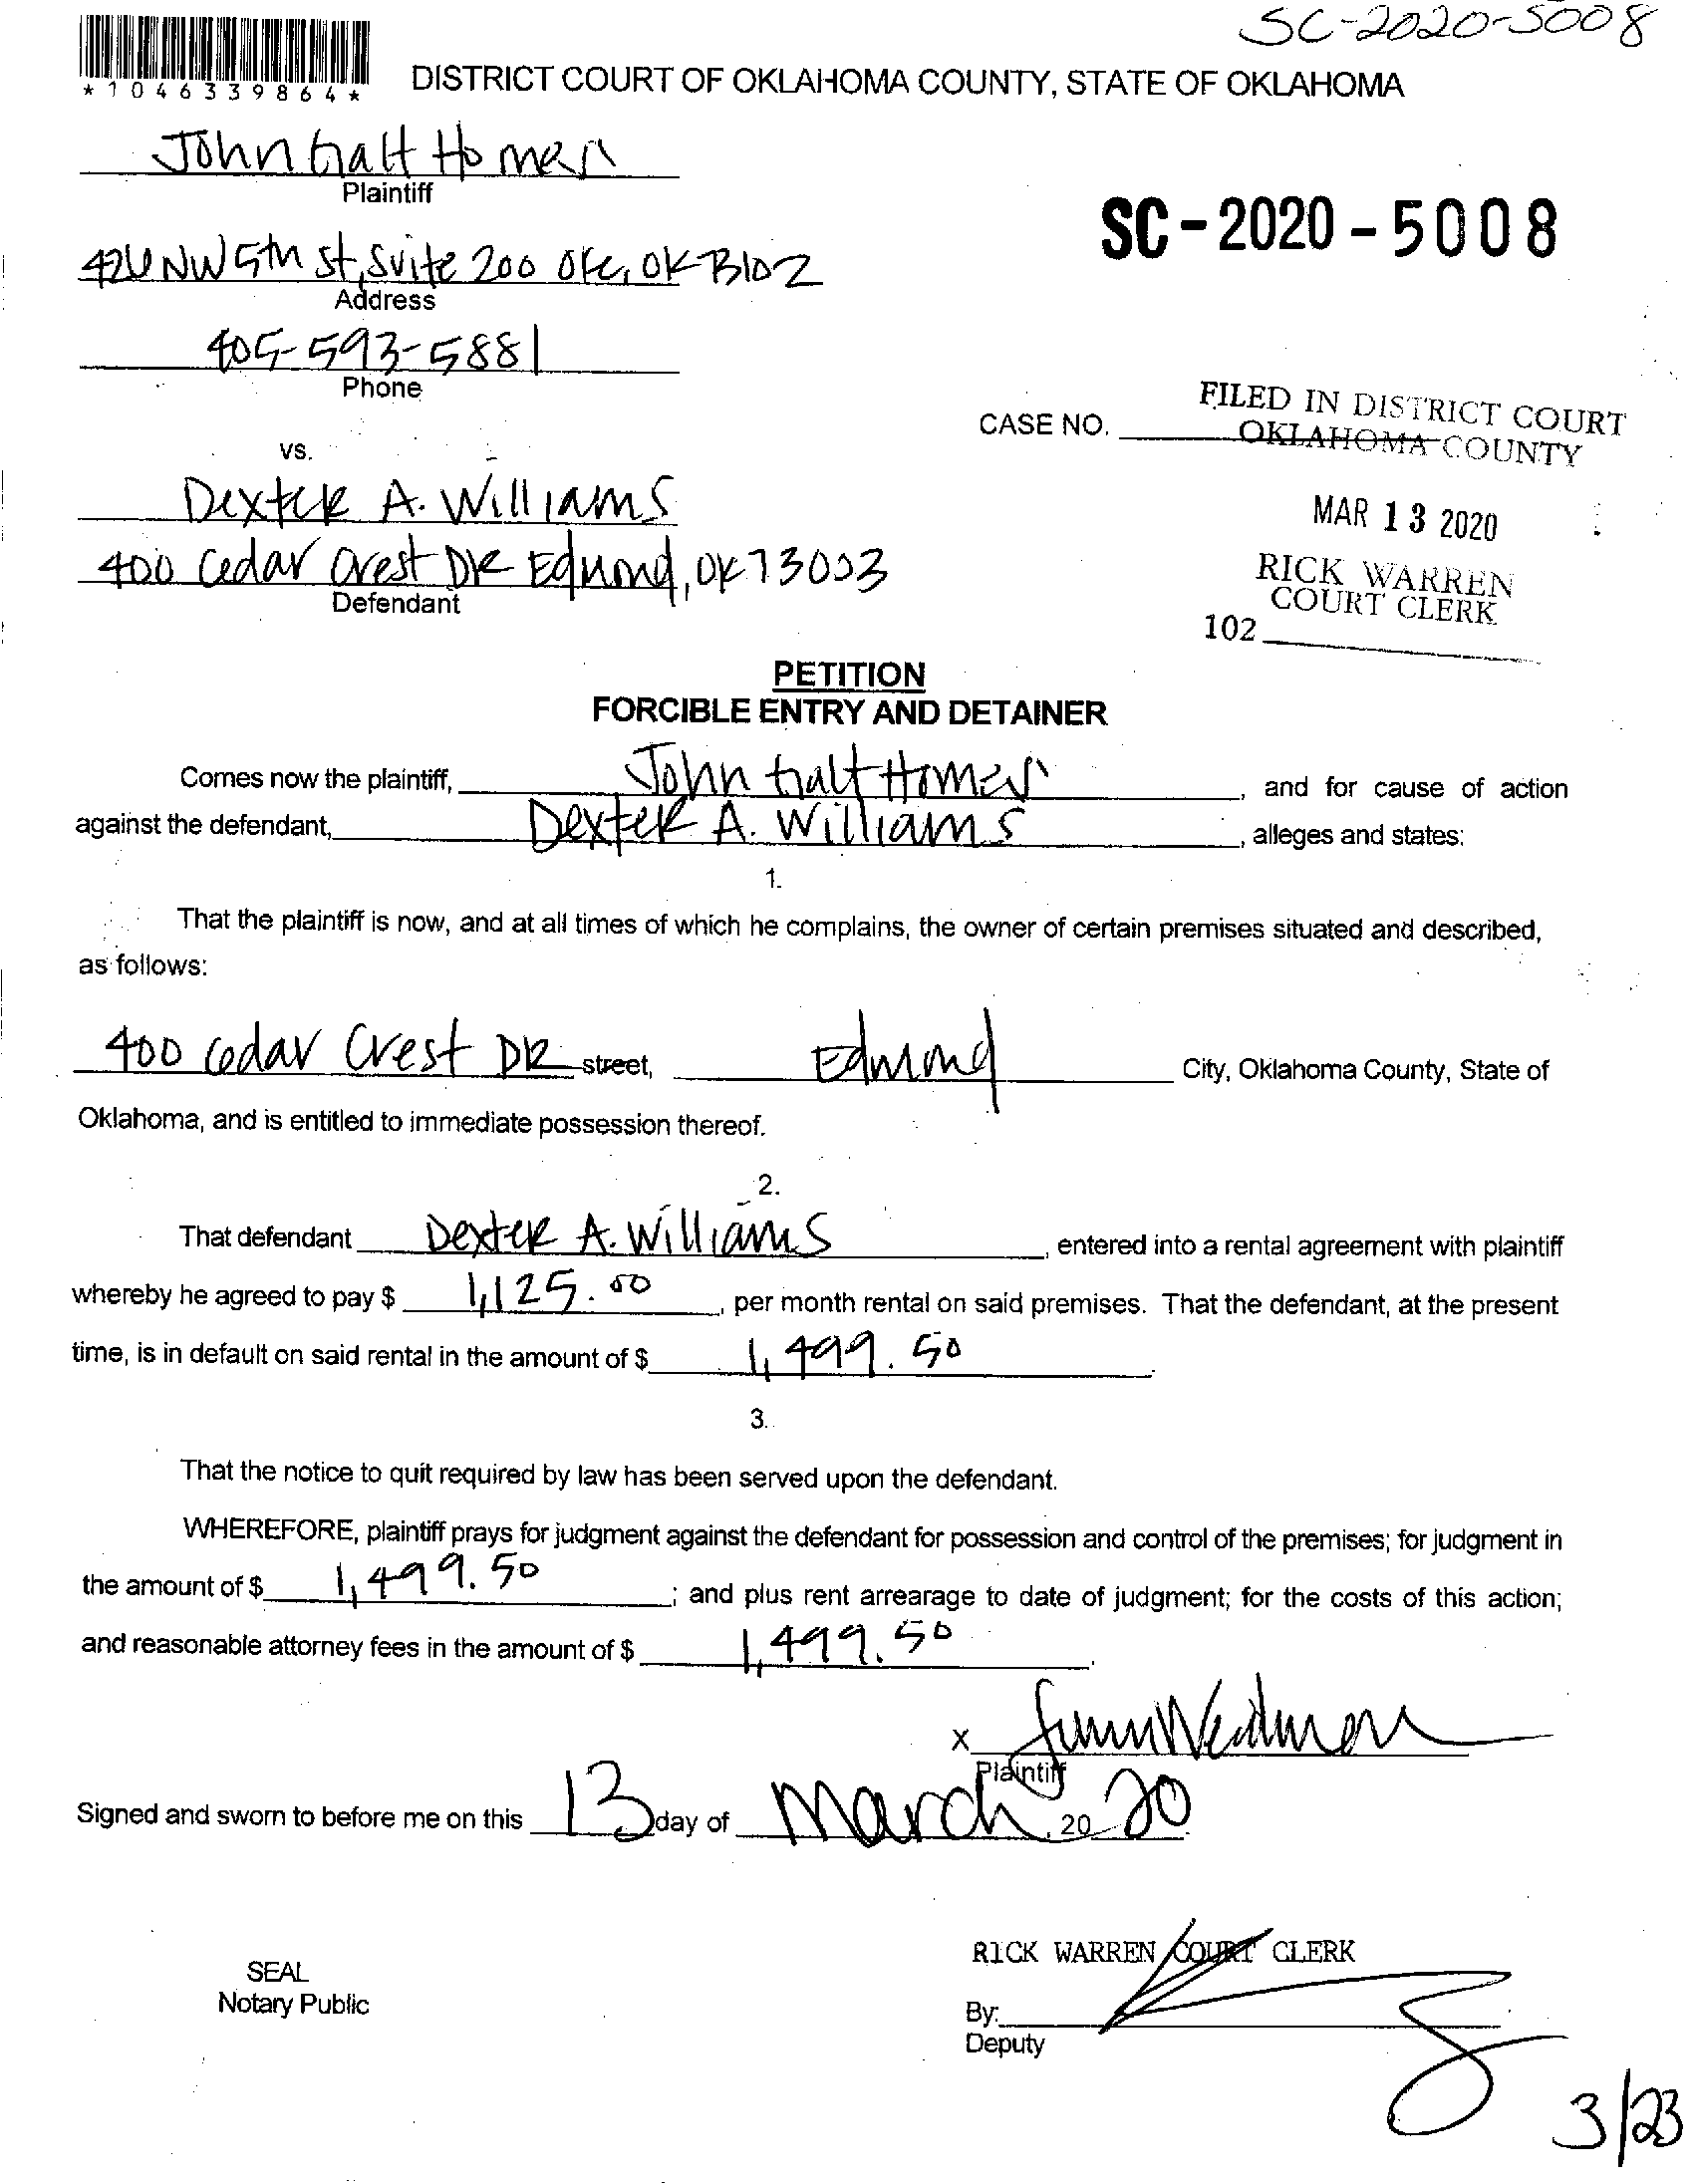 SC-2020-5008
*1046339864*
DISTRICT COURT OF OKLAHOMA COUNTY, STATE OF OKLAHOMA
John Galt Homes
Plaintiff
SC-2020-5008
NW 5th St, Suite 200 OKC, OK 73102
Address
405-593-5881
Phone
FILED IN DISTRICT COURT
CASE NO.
OKLAHOMA COUNTY
vs.
Dexter A. Williams
MAR 13 2020
400 Cedar Crest DR Edmond, OK 73003
Defendant
RICK WARREN
COURT CLERK
102
PETITION
FORCIBLE ENTRY AND DETAINER
Comes now the plaintiff, John Galt Homes, and for cause of action
against the defendant, Dexter A. Williams, alleges and states:
1.
That the plaintiff is now, and at all times of which he complains, the owner of certain premises situated and described,
as follows:
400 Cedar Crest DR street, Edmond City, Oklahoma County, State of
Oklahoma, and is entitled to immediate possession thereof.
2.
That defendant Dexter A. Williams, entered into a rental agreement with plaintiff
whereby he agreed to pay $ 1,125.00, per month rental on said premises. That the defendant, at the present
time, is in default on said rental in the amount of $ 1,499.50.
3.
That the notice to quit required by law has been served upon the defendant.
WHEREFORE, plaintiff prays for judgment against the defendant for possession and control of the premises; for judgment in
the amount of $ 1,499.50; and plus rent arrearage to date of judgment; for the costs of this action;
and reasonable attorney fees in the amount of $ 1,499.50.
X
Plaintiff
Signed and sworn to before me on this 13 day of March, 20 20
RICK WARREN COURT CLERK
SEAL
Notary Public
By:
Deputy
3/23